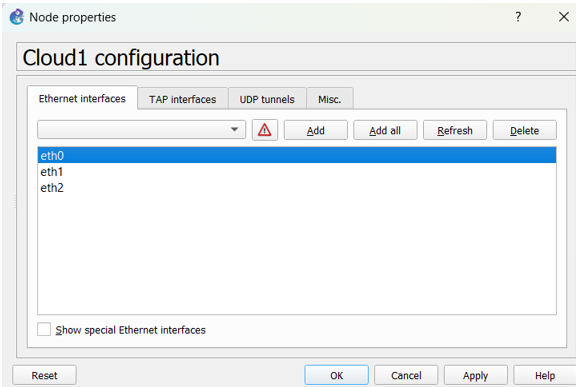 Node properties ? ×
Cloud1 configuration
Ethernet interfaces TAP interfaces UDP tunnels Misc.
Add Add all Refresh Delete
eth0
eth1
eth2
Show special Ethernet interfaces
Reset OK Cancel Apply Help